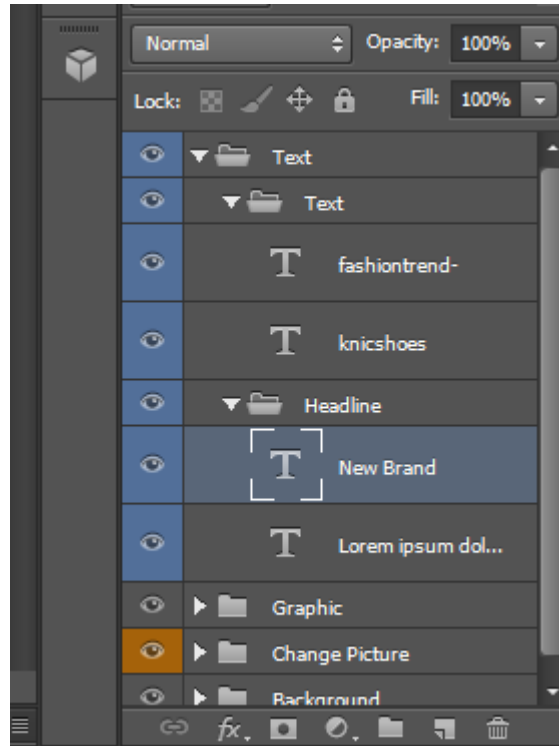 Normal Opacity: 100%
Lock: Fill: 100%
Text
Text
T fashiontrend-
T knicshoes
Headline
T New Brand
T Lorem ipsum dol...
Graphic
Change Picture
Background
fx.